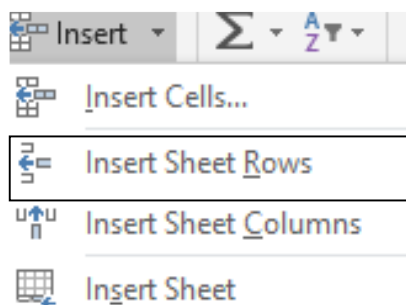 Insert
Insert Cells...
Insert Sheet Rows
Insert Sheet Columns
Insert Sheet